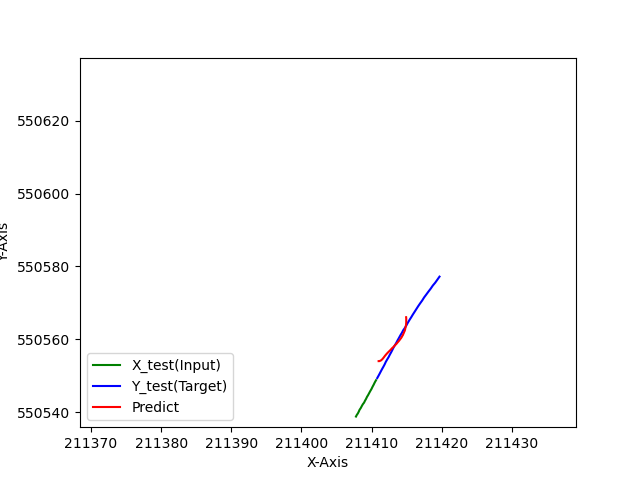 550620
550600
550580
550560
550540
Y-Axis
X_test(Input)
Y_test(Target)
Predict
211370 211380 211390 211400 211410 211420 211430
X-Axis